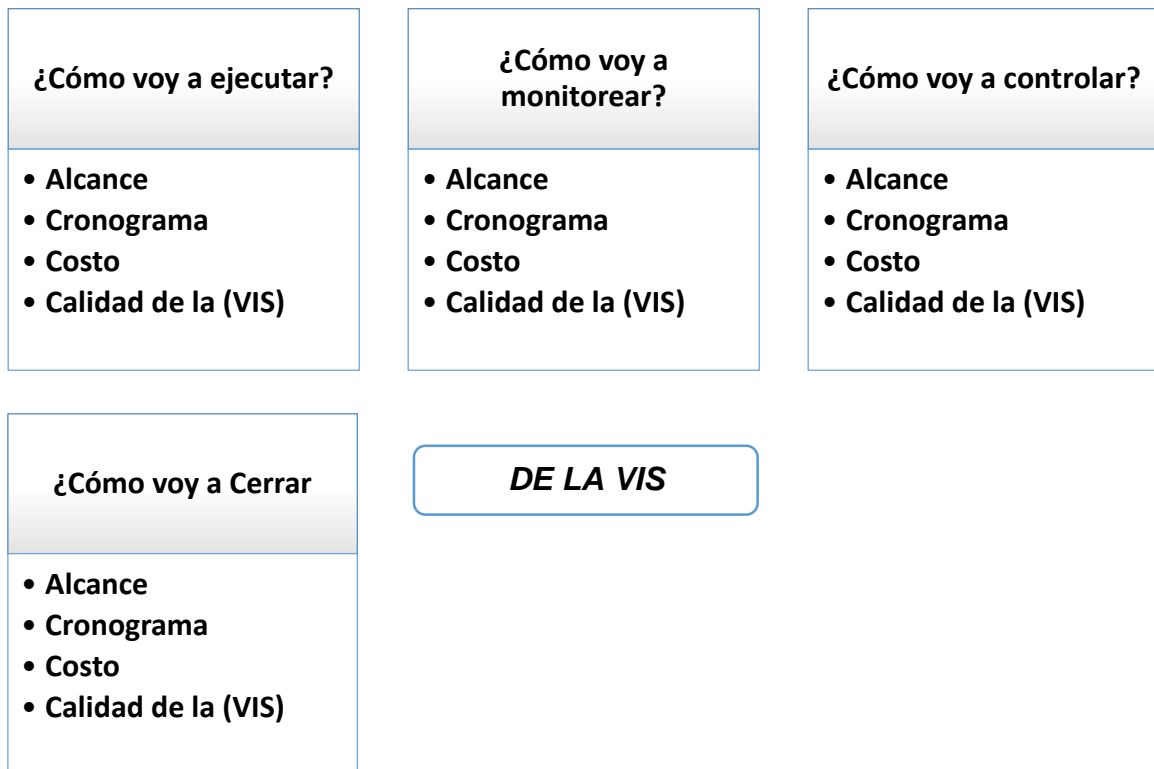 ¿Cómo voy a ejecutar?
• Alcance
• Cronograma
• Costo
• Calidad de la (VIS)
¿Cómo voy a
monitorear?
• Alcance
• Cronograma
• Costo
• Calidad de la (VIS)
¿Cómo voy a controlar?
• Alcance
• Cronograma
• Costo
• Calidad de la (VIS)
¿Cómo voy a Cerrar
• Alcance
• Cronograma
• Costo
• Calidad de la (VIS)
DE LA VIS